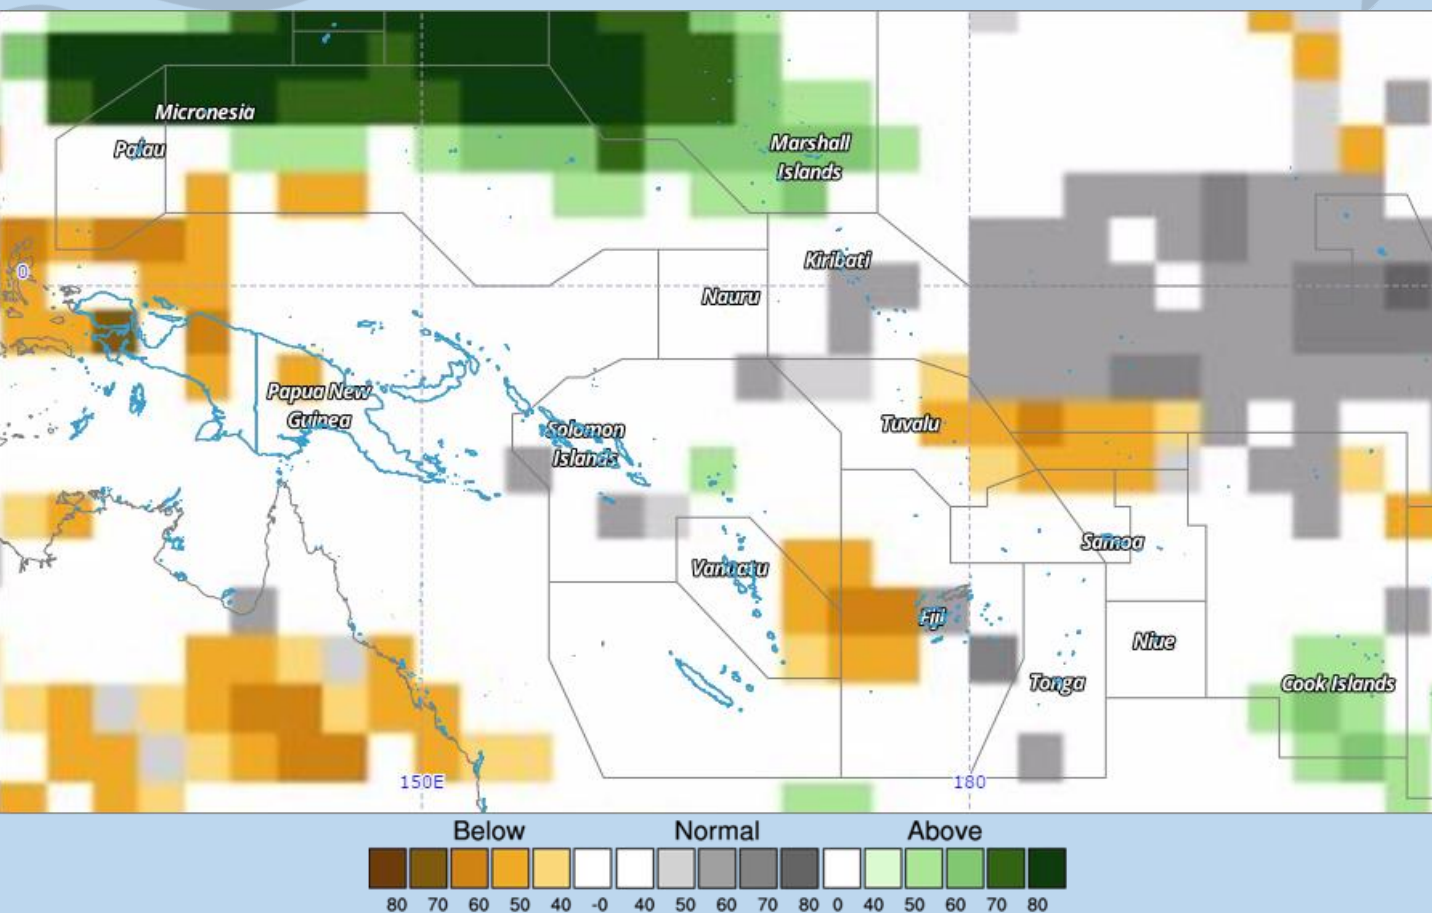 Micronesia
Palau
Marshall
Islands
Kiribati
0
Nauru
Papua New
Guinea
Solomon
Islands
Tuvalu
Vanuatu
Samoa
Fiji
Niue
Tonga
Cook Islands
150E
180
Below Normal Above
80 70 60 50 40 -0 40 50 60 70 80 0 40 50 60 70 80